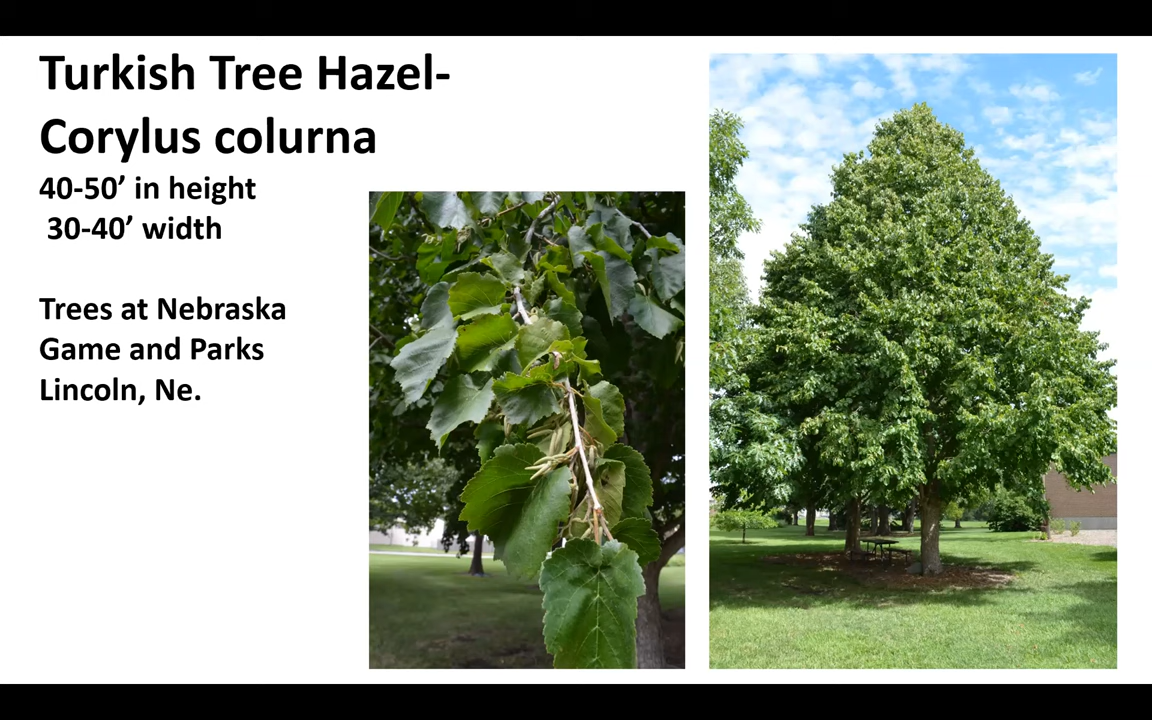 Turkish Tree Hazel-
Corylus colurna
40-50’ in height
30-40’ width
Trees at Nebraska
Game and Parks
Lincoln, Ne.